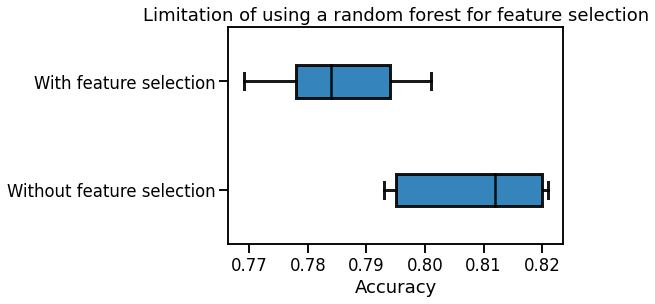 Limitation of using a random forest for feature selection
With feature selection
Without feature selection
0.77 0.78 0.79 0.80 0.81 0.82
Accuracy